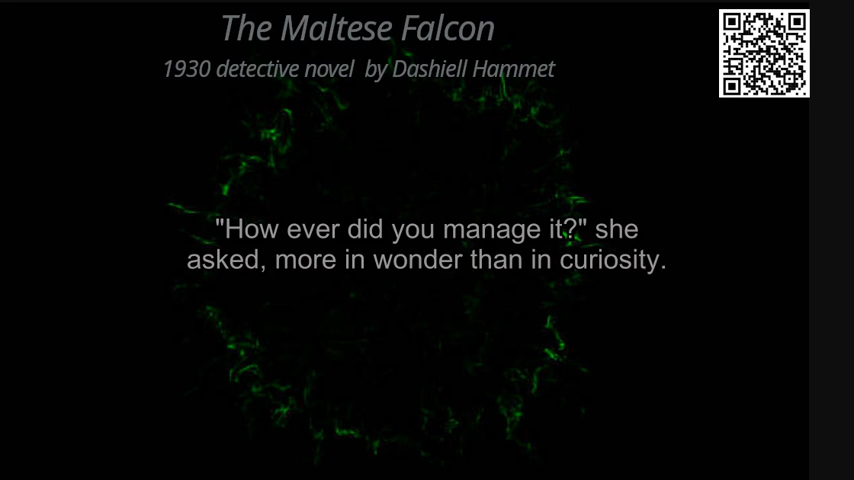 The Maltese Falcon
1930 detective novel by Dashiell Hammet
"How ever did you manage it?" she
asked, more in wonder than in curiosity.